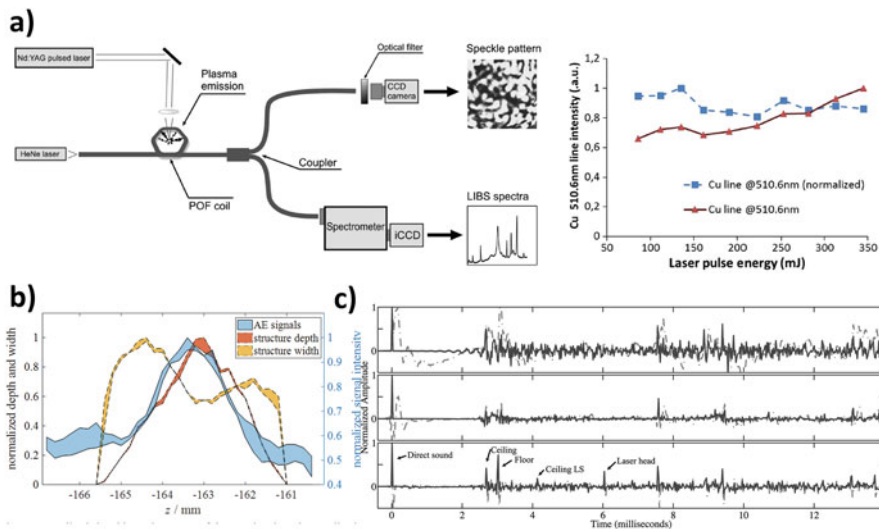 a)
Nd:YAG pulsed laser
Plasma
emission
HeNe laser
POF coil
Coupler
Optical filter
CCD
camera
Speckle pattern
Spectrometer
iCCD
LIBS spectra
Cu 510.6nm line intensity (.a.u.)
1,2
1
0,8
0,6
0,4
0,2
0
Cu line @510.6nm (normalized)
Cu line @510.6nm
50 100 150 200 250 300 350
Laser pulse energy (mJ)
b)
normalized depth and width
1
0.8
0.6
0.4
0.2
0
AE signals
structure depth
structure width
1
0.9
0.8
0.7
0.6
0.5
0.4
normalized signal intensity
-166 -165 -164 -163 -162 -161
z / mm
c)
Normalized Amplitude
1
0
1
0
1
0
Direct sound
Ceiling
Floor
Ceiling LS
Laser head
0 2 4 6 8 10 12
Time (milliseconds)